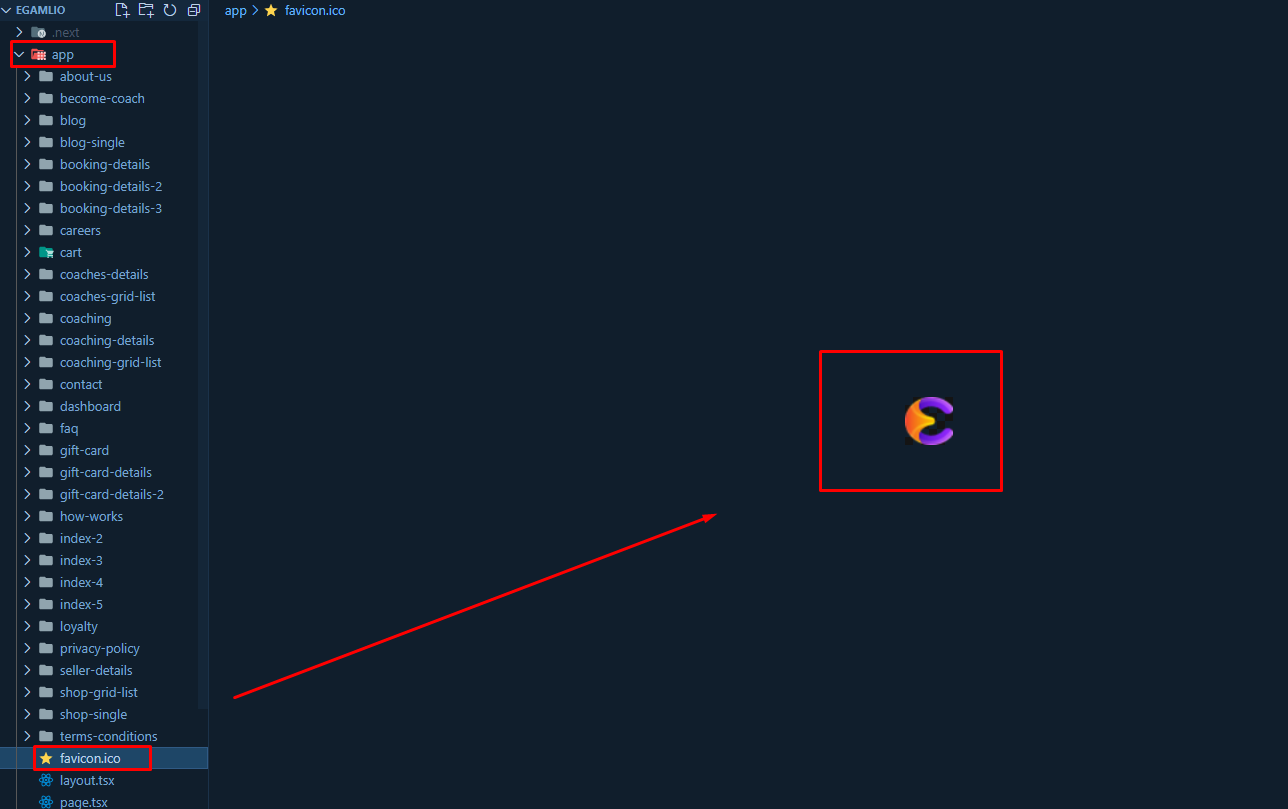 EGAMLIO
.next
app
about-us
become-coach
blog
blog-single
booking-details
booking-details-2
booking-details-3
careers
cart
coaches-details
coaches-grid-list
coaching
coaching-details
coaching-grid-list
contact
dashboard
faq
gift-card
gift-card-details
gift-card-details-2
how-works
index-2
index-3
index-4
index-5
loyalty
privacy-policy
seller-details
shop-grid-list
shop-single
terms-conditions
favicon.ico
layout.tsx
page.tsx
app > favicon.ico